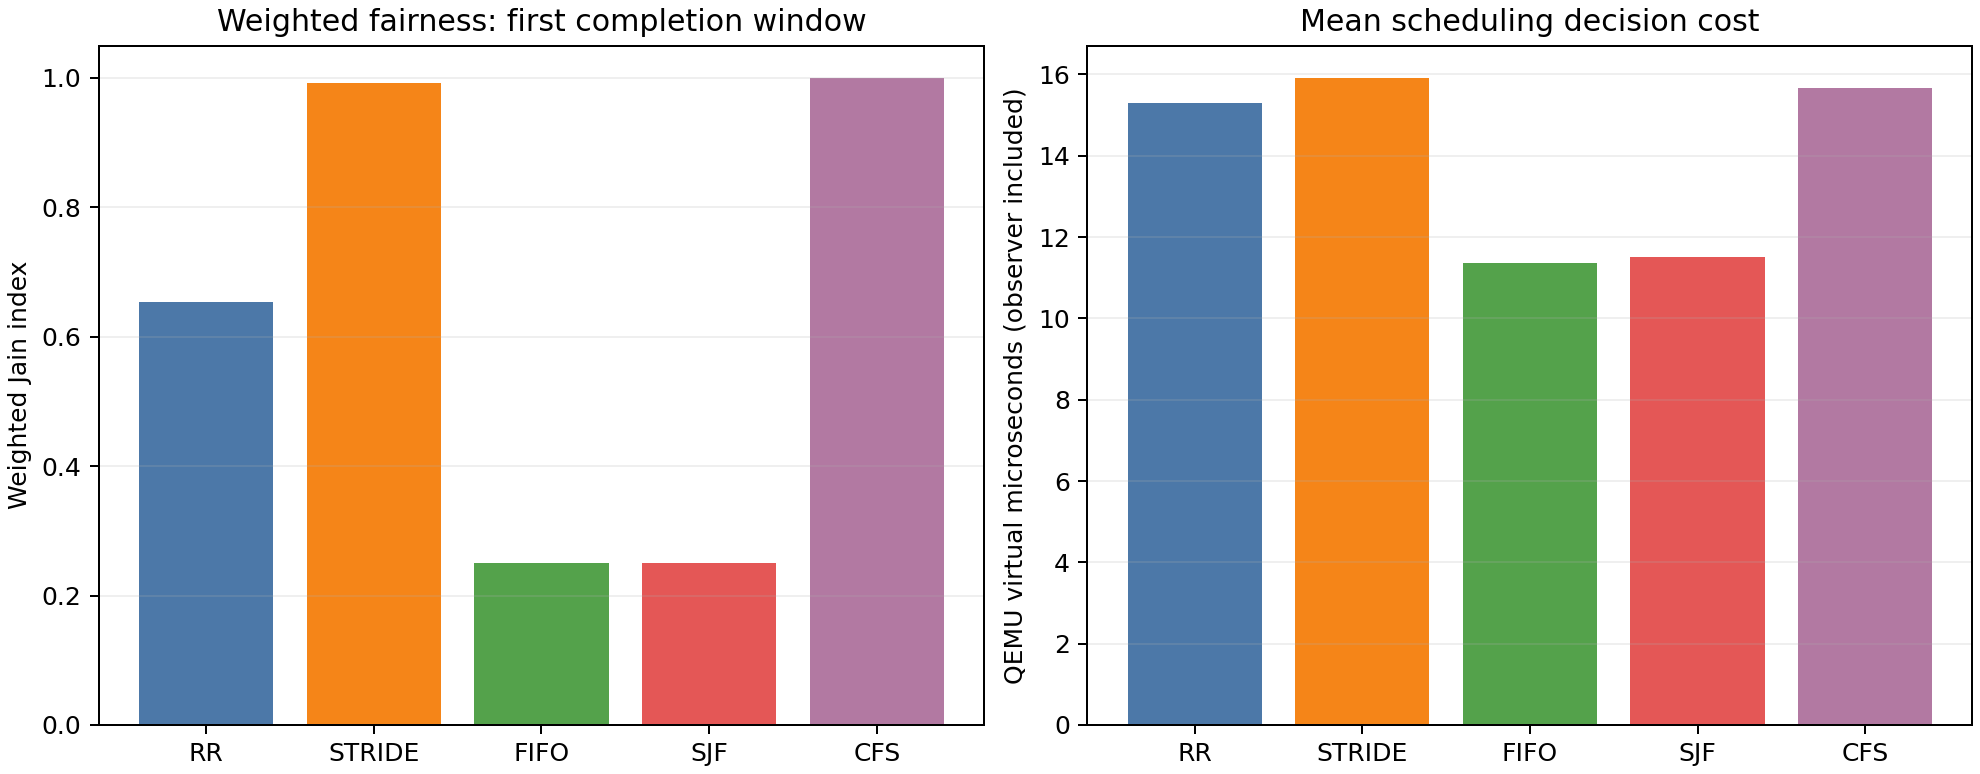 Weighted fairness: first completion window
Weighted Jain index
1.0
0.8
0.6
0.4
0.2
0.0
RR STRIDE FIFO SJF CFS
Mean scheduling decision cost
QEMU virtual microseconds (observer included)
16
14
12
10
8
6
4
2
0
RR STRIDE FIFO SJF CFS